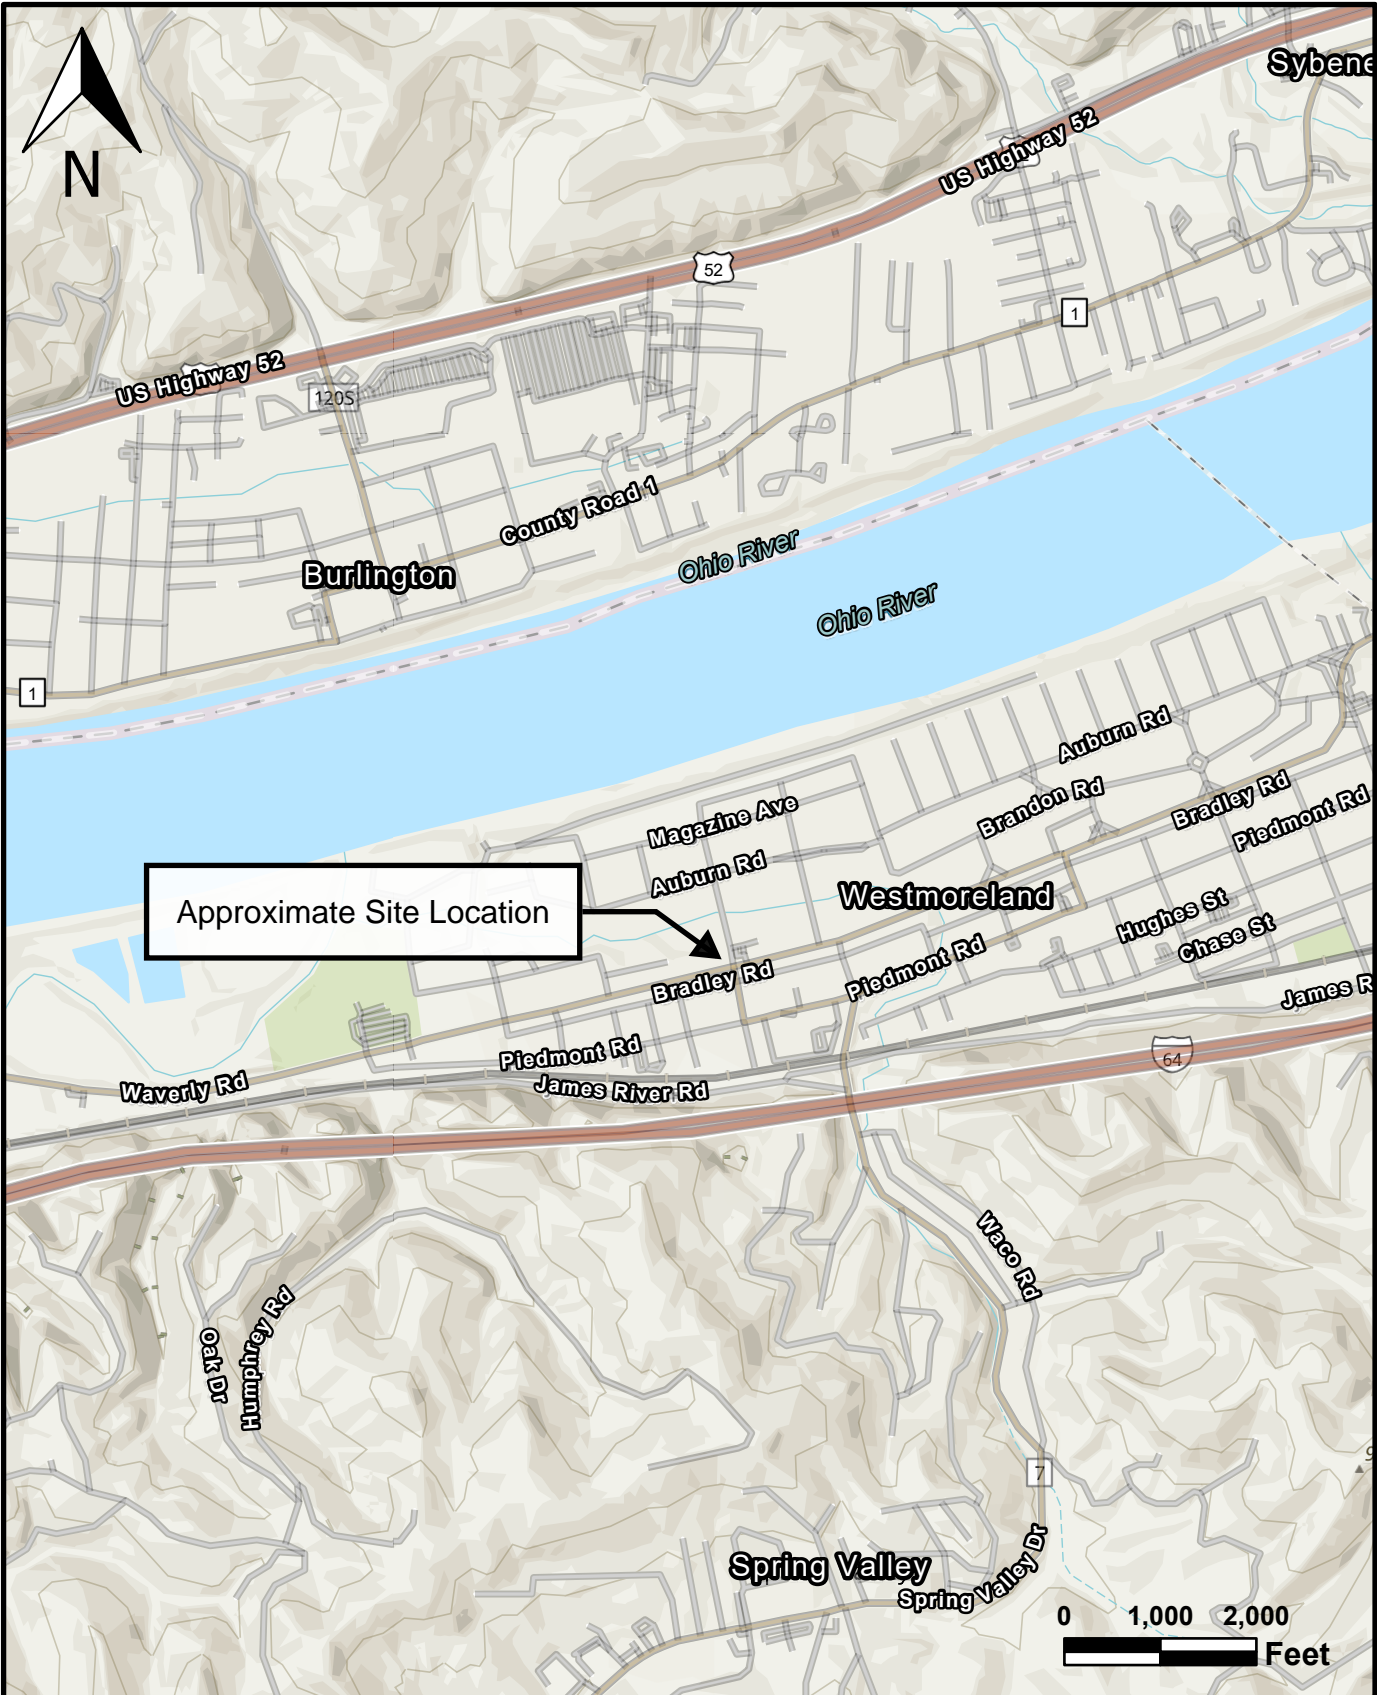 Sybene
N
US Highway 52
52
1
US Highway 52
120S
County Road 1
Ohio River
Burlington
Ohio River
1
Auburn Rd
Magazine Ave
Brandon Rd
Bradley Rd
Piedmont Rd
Auburn Rd
Westmoreland
Approximate Site Location
Hughes St
Chase St
Bradley Rd
Piedmont Rd
James R
Piedmont Rd
64
Waverly Rd
James River Rd
Waco Rd
Oak Dr
Humphrey Rd
9
7
Spring Valley
Spring Valley Dr
0 1,000 2,000
Feet